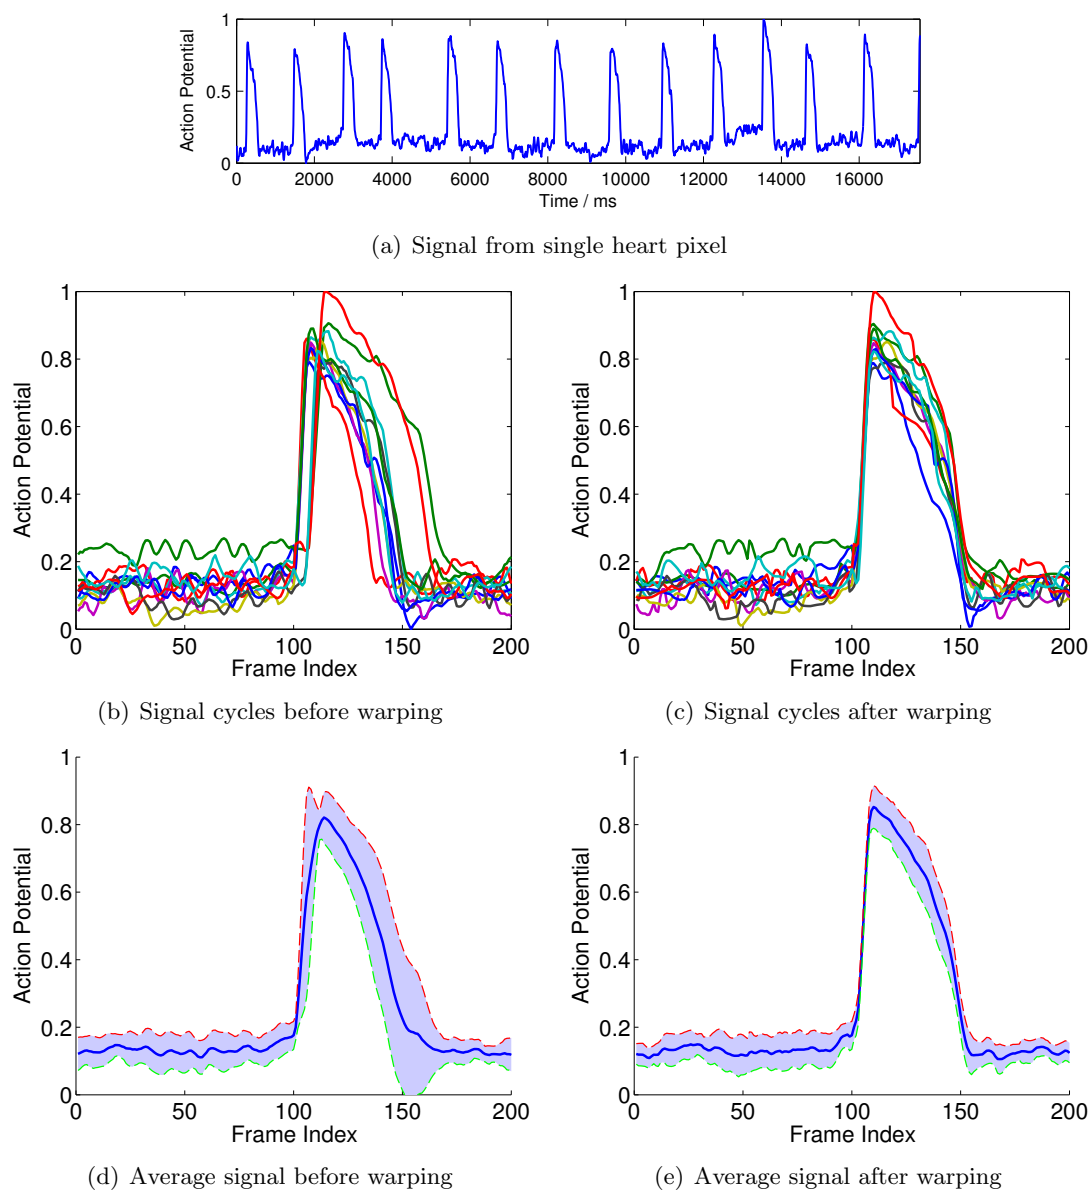 1
0.5
0
Action Potential
0 2000 4000 6000 8000 10000 12000 14000 16000
Time / ms
(a) Signal from single heart pixel
1
0.8
0.6
0.4
0.2
0
Action Potential
0 50 100 150 200
Frame Index
(b) Signal cycles before warping
1
0.8
0.6
0.4
0.2
0
Action Potential
0 50 100 150 200
Frame Index
(c) Signal cycles after warping
1
0.8
0.6
0.4
0.2
0
Action Potential
0 50 100 150 200
Frame Index
(d) Average signal before warping
1
0.8
0.6
0.4
0.2
0
Action Potential
0 50 100 150 200
Frame Index
(e) Average signal after warping